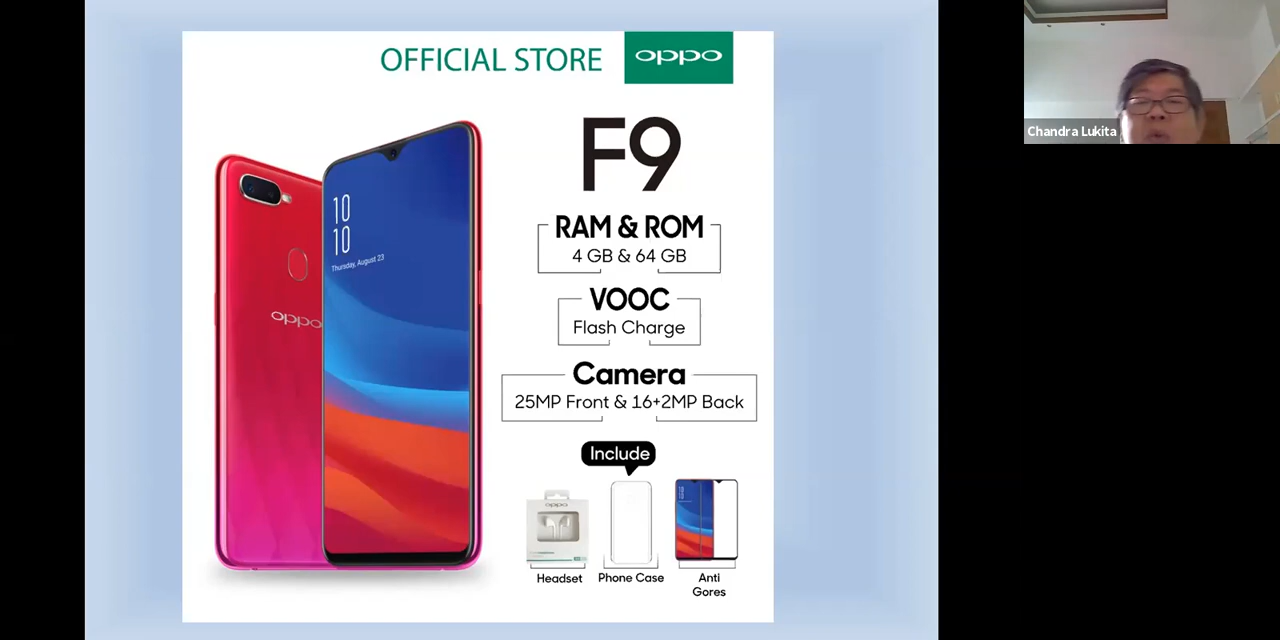 OFFICIAL STORE
oppo
F9
RAM & ROM
4 GB & 64 GB
VOOC
Flash Charge
Camera
25MP Front & 16+2MP Back
Include
Headset
Phone Case
Anti
Gores
10
10
Thursday, August 23
oppo
oppo
Chandra Lukita